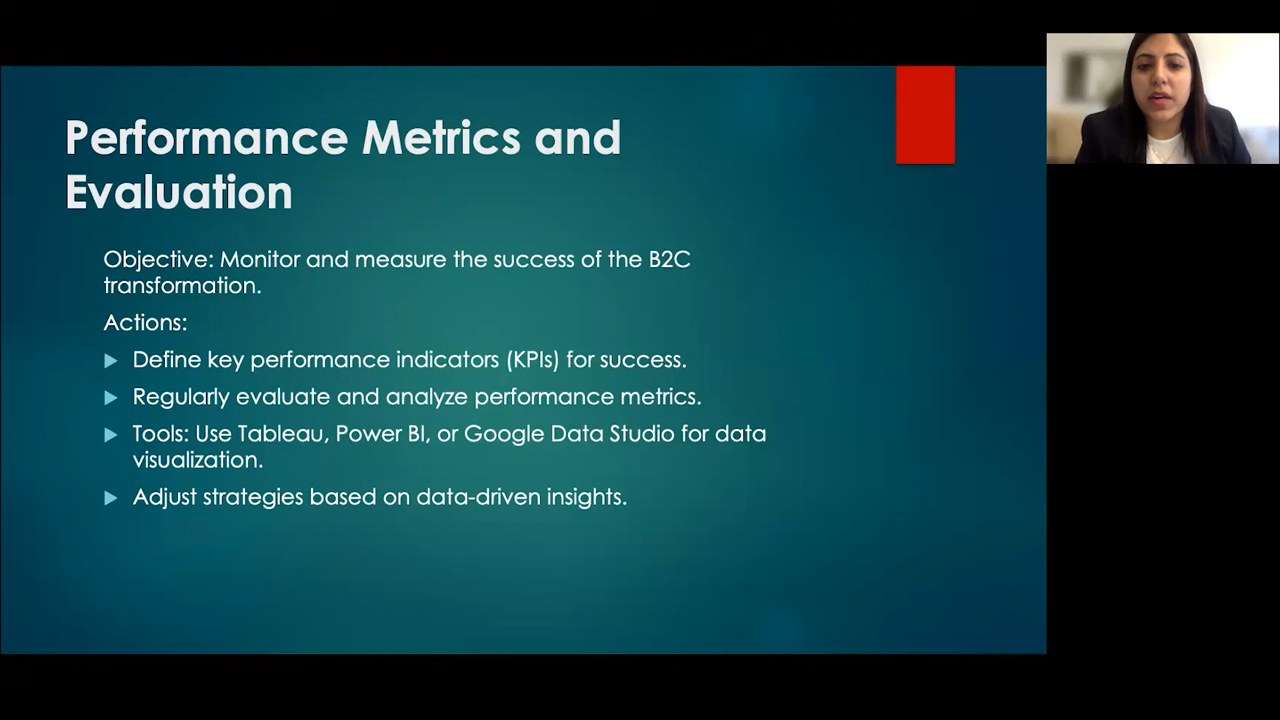 Performance Metrics and
Evaluation
Objective: Monitor and measure the success of the B2C
transformation.
Actions:
Define key performance indicators (KPIs) for success.
Regularly evaluate and analyze performance metrics.
Tools: Use Tableau, Power BI, or Google Data Studio for data
visualization.
Adjust strategies based on data-driven insights.